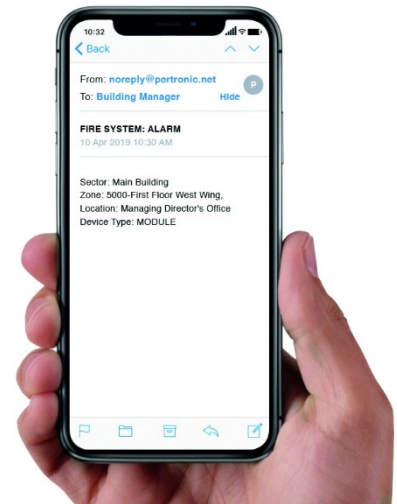 10:32
Back
From: noreply@pertronic.net
P
To: Building Manager
Hide
FIRE SYSTEM: ALARM
10 Apr 2019 10:30 AM
Sector: Main Building
Zone: 5000-First Floor West Wing,
Location: Managing Director's Office
Device Type: MODULE